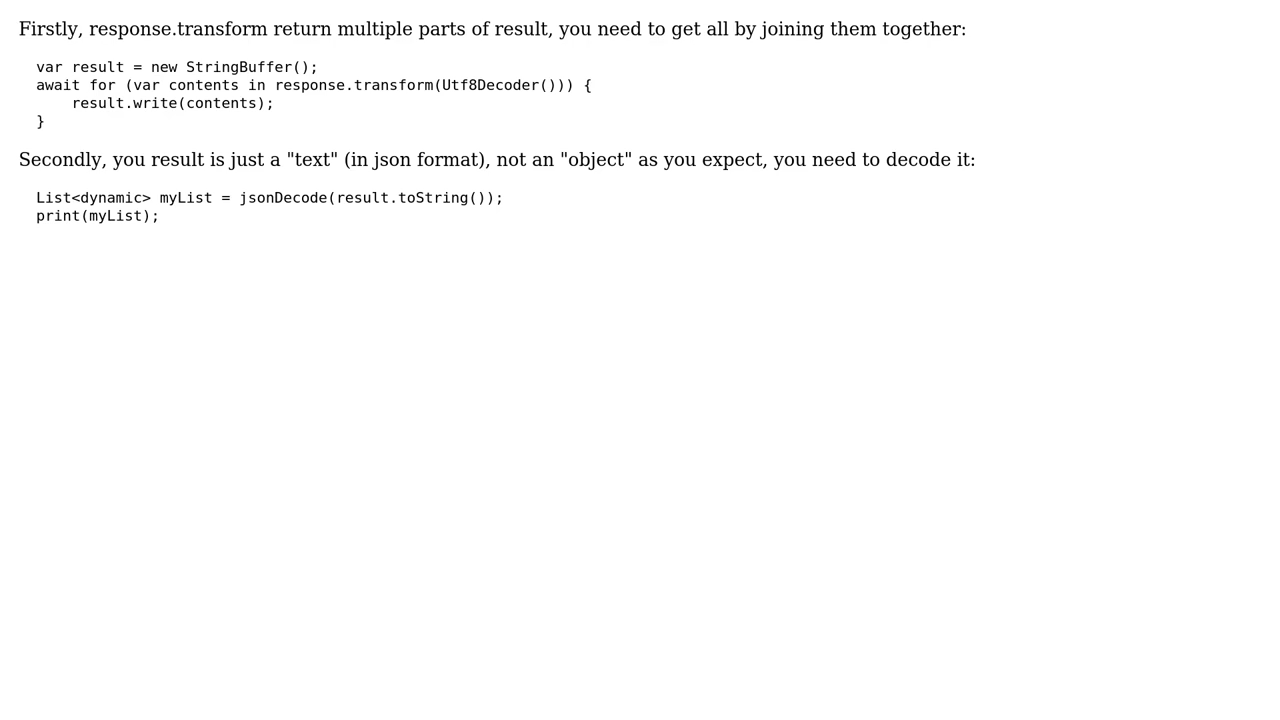 Firstly, response.transform return multiple parts of result, you need to get all by joining them together:
var result = new StringBuffer();
await for (var contents in response.transform(Utf8Decoder())) {
    result.write(contents);
}
Secondly, you result is just a "text" (in json format), not an "object" as you expect, you need to decode it:
List<dynamic> myList = jsonDecode(result.toString());
print(myList);